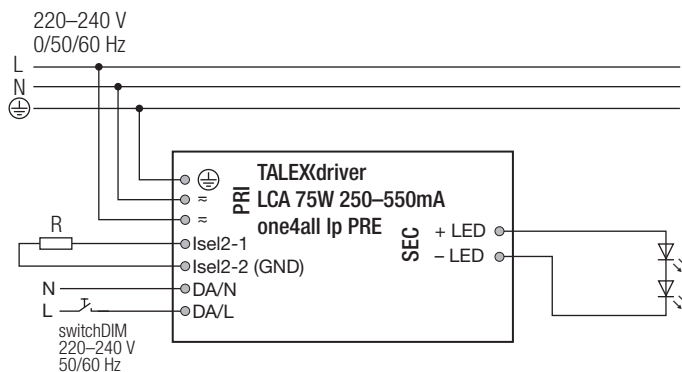 220–240 V
0/50/60 Hz
L
N
TALEXXdriver
LCA 75W 250–550mA
one4all lp PRE
PRI
≂
≂
R
Isel2-1
Isel2-2 (GND)
SEC
+ LED
– LED
N
DA/N
L
DA/L
switchDIM
220–240 V
50/60 Hz